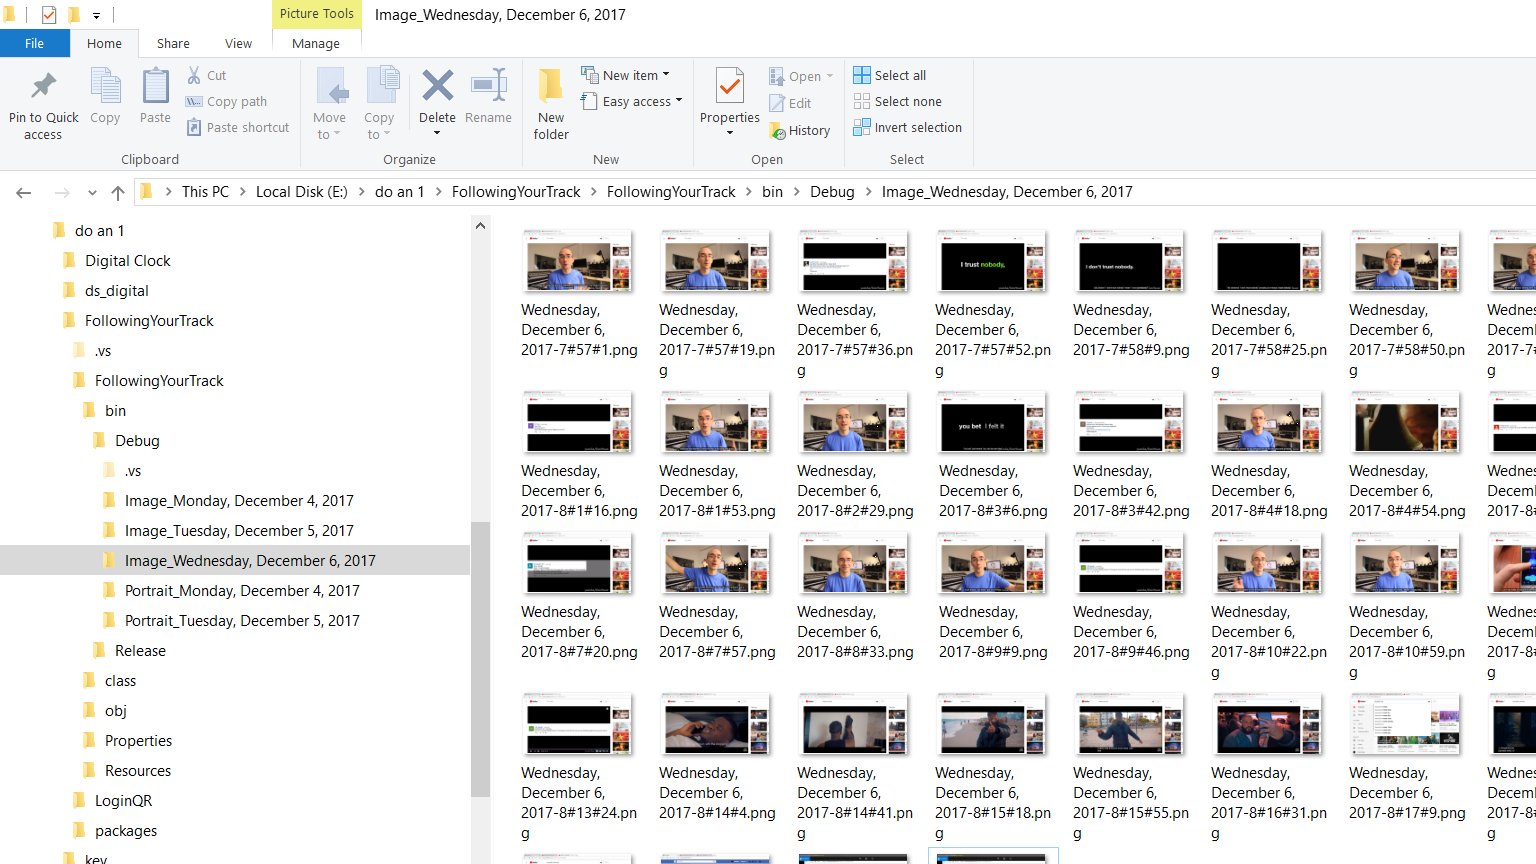 Picture Tools Image_Wednesday, December 6, 2017
File Home Share View Manage
Pin to Quick access
Copy
Paste
Cut
Copy path
Paste shortcut
Clipboard
Move to
Copy to
Delete
Rename
Organize
New folder
New item
Easy access
New
Properties
Open
Edit
History
Open
Select all
Select none
Invert selection
Select
This PC > Local Disk (E:) > do an 1 > FollowingYourTrack > FollowingYourTrack > bin > Debug > Image_Wednesday, December 6, 2017
do an 1
Digital Clock
ds_digital
FollowingYourTrack
.vs
FollowingYourTrack
bin
Debug
.vs
Image_Monday, December 4, 2017
Image_Tuesday, December 5, 2017
Image_Wednesday, December 6, 2017
Portrait_Monday, December 4, 2017
Portrait_Tuesday, December 5, 2017
Release
class
obj
Properties
Resources
LoginQR
packages
key
I trust nobody,
I don't trust nobody,
Wednesday, December 6, 2017-7#57#1.png
Wednesday, December 6, 2017-7#57#19.png
Wednesday, December 6, 2017-7#57#36.png
Wednesday, December 6, 2017-7#57#52.png
Wednesday, December 6, 2017-7#58#9.png
Wednesday, December 6, 2017-7#58#25.png
Wednesday, December 6, 2017-7#58#50.png
you bet I felt it
Wednesday, December 6, 2017-8#1#16.png
Wednesday, December 6, 2017-8#1#53.png
Wednesday, December 6, 2017-8#2#29.png
Wednesday, December 6, 2017-8#3#6.png
Wednesday, December 6, 2017-8#3#42.png
Wednesday, December 6, 2017-8#4#18.png
Wednesday, December 6, 2017-8#4#54.png
Wednesday, December 6, 2017-8#7#20.png
Wednesday, December 6, 2017-8#7#57.png
Wednesday, December 6, 2017-8#8#33.png
Wednesday, December 6, 2017-8#9#9.png
Wednesday, December 6, 2017-8#9#46.png
Wednesday, December 6, 2017-8#10#22.png
Wednesday, December 6, 2017-8#10#59.png
Wednesday, December 6, 2017-8#13#24.png
Wednesday, December 6, 2017-8#14#4.png
Wednesday, December 6, 2017-8#14#41.png
Wednesday, December 6, 2017-8#15#18.png
Wednesday, December 6, 2017-8#15#55.png
Wednesday, December 6, 2017-8#16#31.png
Wednesday, December 6, 2017-8#17#9.png